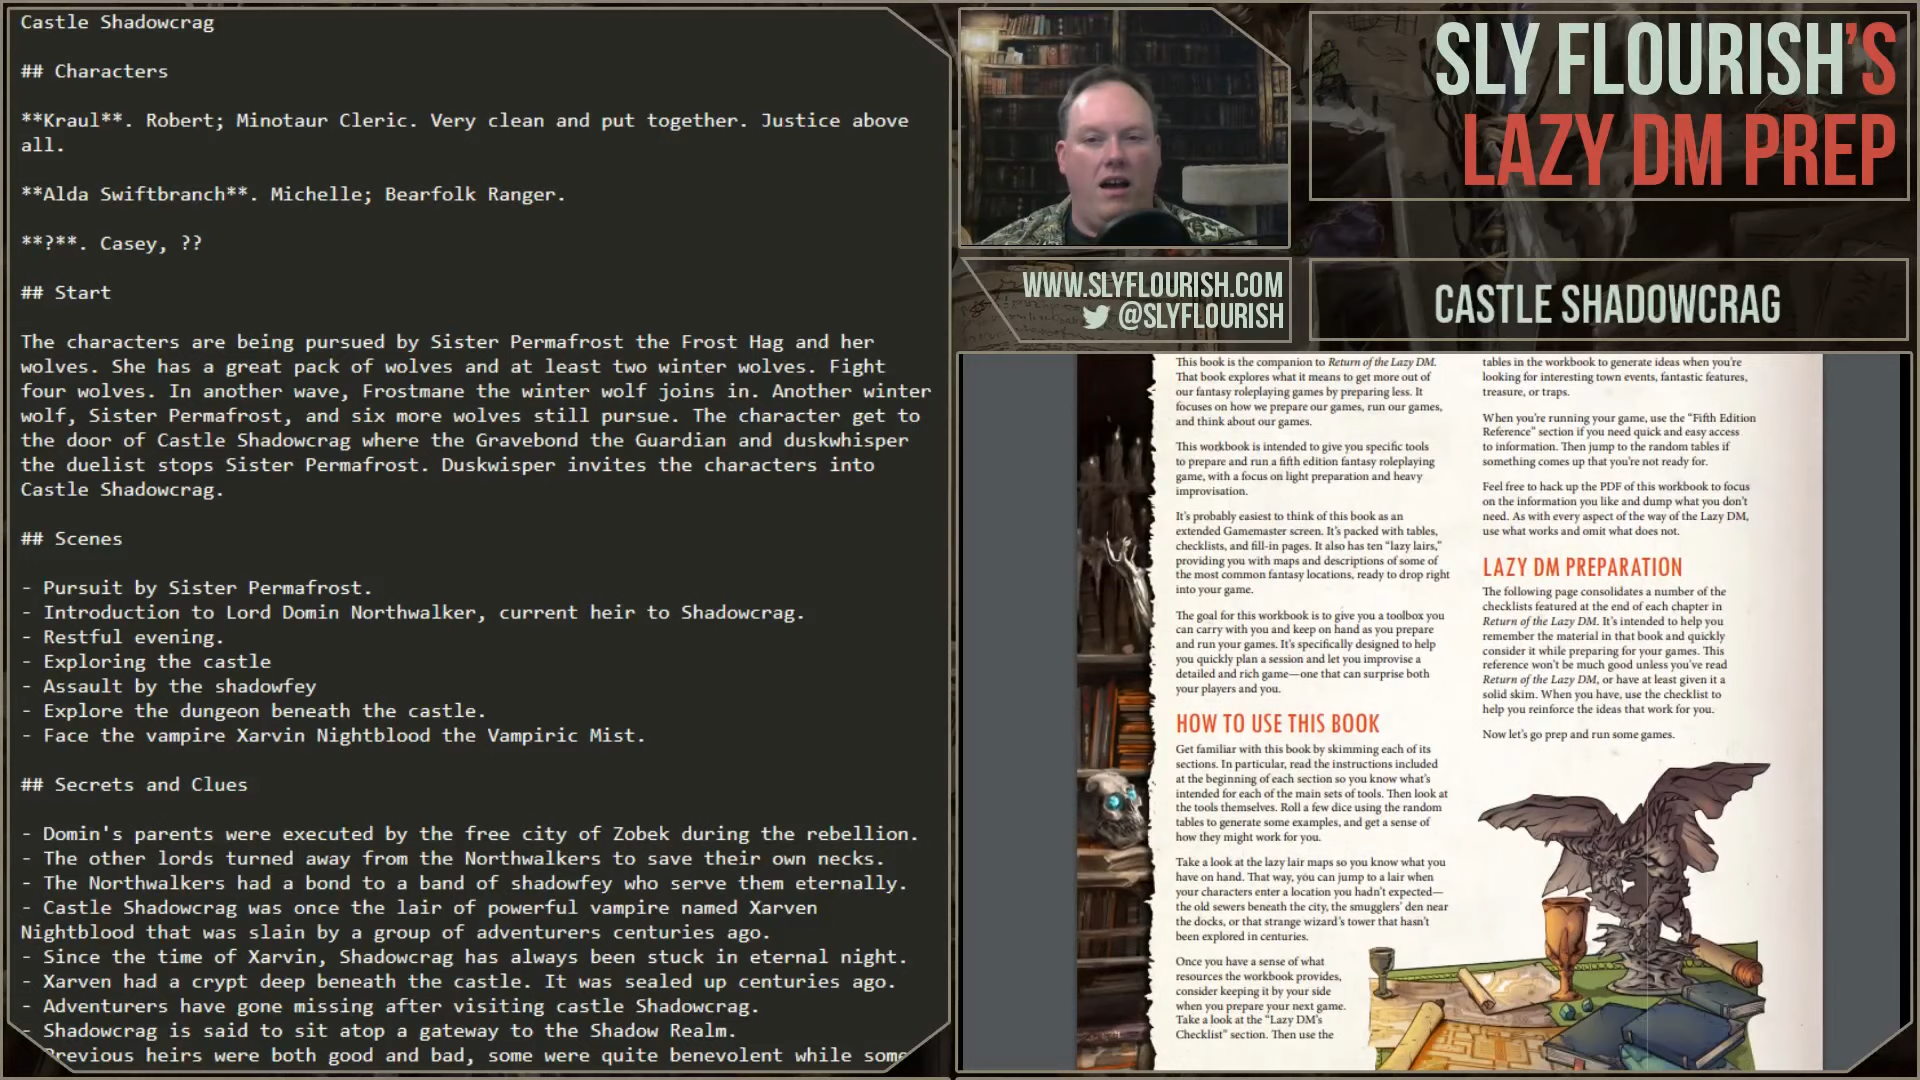 Castle Shadowcrag
## Characters
**Kraul**. Robert; Minotaur Cleric. Very clean and put together. Justice above
all.
**Alda Swiftbranch**. Michelle; Bearfolk Ranger.
**?**. Casey, ??
## Start
The characters are being pursued by Sister Permafrost the Frost Hag and her
wolves. She has a great pack of wolves and at least two winter wolves. Fight
four wolves. In another wave, Frostmane the winter wolf joins in. Another winter
wolf, Sister Permafrost, and six more wolves still pursue. The character get to
the door of Castle Shadowcrag where the Gravebond the Guardian and duskwhisper
the duelist stops Sister Permafrost. Duskwisper invites the characters into
Castle Shadowcrag.
## Scenes
- Pursuit by Sister Permafrost.
- Introduction to Lord Domin Northwalker, current heir to Shadowcrag.
- Restful evening.
- Exploring the castle
- Assault by the shadowfey
- Explore the dungeon beneath the castle.
- Face the vampire Xarvin Nightblood the Vampiric Mist.
## Secrets and Clues
- Domin's parents were executed by the free city of Zobek during the rebellion.
- The other lords turned away from the Northwalkers to save their own necks.
- The Northwalkers had a bond to a band of shadowfey who serve them eternally.
- Castle Shadowcrag was once the lair of powerful vampire named Xarven
Nightblood that was slain by a group of adventurers centuries ago.
- Since the time of Xarvin, Shadowcrag has always been stuck in eternal night.
- Xarven had a crypt deep beneath the castle. It was sealed up centuries ago.
- Adventurers have gone missing after visiting castle Shadowcrag.
- Shadowcrag is said to sit atop a gateway to the Shadow Realm.
Previous heirs were both good and bad, some were quite benevolent while some
WWW.SLYFLOURISH.COM
@SLYFLOURISH
SLY FLOURISH'S
LAZY DM PREP
CASTLE SHADOWCRAG
This book is the companion to Return of the Lazy DM.
That book explores what it means to get more out of
our fantasy roleplaying games by preparing less. It
focuses on how we prepare our games, run our games,
and think about our games.
This workbook is intended to give you specific tools
to prepare and run a fifth edition fantasy roleplaying
game, with a focus on light preparation and heavy
improvisation.
It's probably easiest to think of this book as an
extended Gamemaster screen. It's packed with tables,
checklists, and fill-in pages. It also has ten "lazy lairs,"
providing you with maps and descriptions of some of
the most common fantasy locations, ready to drop right
into your game.
The goal for this workbook is to give you a toolbox you
can carry with you and keep on hand as you prepare
and run your games. It's specifically designed to help
you quickly plan a session and let you improvise a
detailed and rich game—one that can surprise both
your players and you.
HOW TO USE THIS BOOK
Get familiar with this book by skimming each of its
sections. In particular, read the instructions included
at the beginning of each section so you know what's
intended for each of the main sets of tools. Then look at
the tools themselves. Roll a few dice using the random
tables to generate some examples, and get a sense of
how they might work for you.
Take a look at the lazy lair maps so you know what you
have on hand. That way, you can jump to a lair when
your characters enter a location you hadn't expected—
the old sewers beneath the city, the smugglers' den near
the docks, or that strange wizard's tower that hasn't
been explored in centuries.
Once you have a sense of what
resources the workbook provides,
consider keeping it by your side
when you prepare your next game.
Take a look at the "Lazy DM's
Checklist" section. Then use the
tables in the workbook to generate ideas when you're
looking for interesting town events, fantastic features,
treasure, or traps.
When you're running your game, use the "Fifth Edition
Reference" section if you need quick and easy access
to information. Then jump to the random tables if
something comes up that you're not ready for.
Feel free to hack up the PDF of this workbook to focus
on the information you like and dump what you don't
need. As with every aspect of the way of the Lazy DM,
use what works and omit what does not.
LAZY DM PREPARATION
The following page consolidates a number of the
checklists featured at the end of each chapter in
Return of the Lazy DM. It's intended to help you
remember the material in that book and quickly
consider it while preparing for your games. This
reference won't be much good unless you've read
Return of the Lazy DM, or have at least given it a
solid skim. When you have, use the checklist to
help you reinforce the ideas that work for you.
Now let's go prep and run some games.